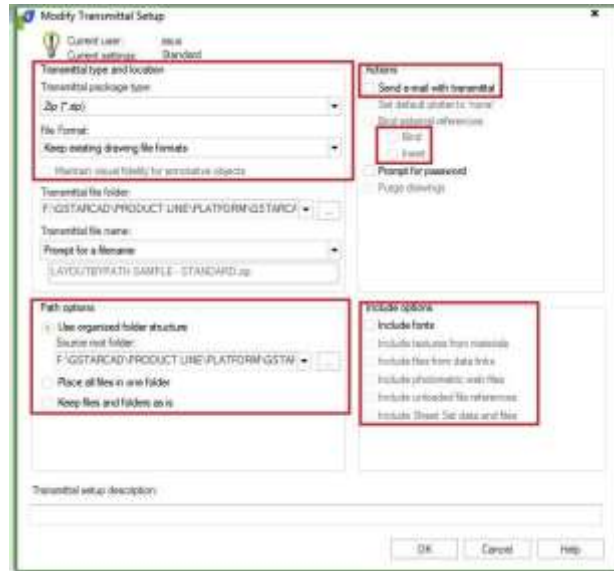 Modify Transmittal Setup
Current user:
Current settings: Standard
Transmittal type and location
Transmittal package type:
Zip (*.zip)
File Format:
Keep existing drawing file formats
Maintain visual fidelity for annotative objects
Transmittal file folder:
F:\GSTARCAD\PRODUCT LINE\PLATFORM\GSTARCA
...
Transmittal file name:
Prompt for a filename
LAYOUTBYPATH SAMPLE - STANDARD.zip
Path options
Use organized folder structure
Source root folder:
F:\GSTARCAD\PRODUCT LINE\PLATFORM\GSTAR
...
Place all files in one folder
Keep files and folders as is
Actions
Send e-mail with transmittal
Set default plotter to 'none'
Bind external references
Bind
Insert
Prompt for password
Purge drawings
Include options
Include fonts
Include textures from materials
Include files from data links
Include photometric web files
Include unloaded file references
Include Sheet Set data and files
Transmittal setup description:
OK
Cancel
Help